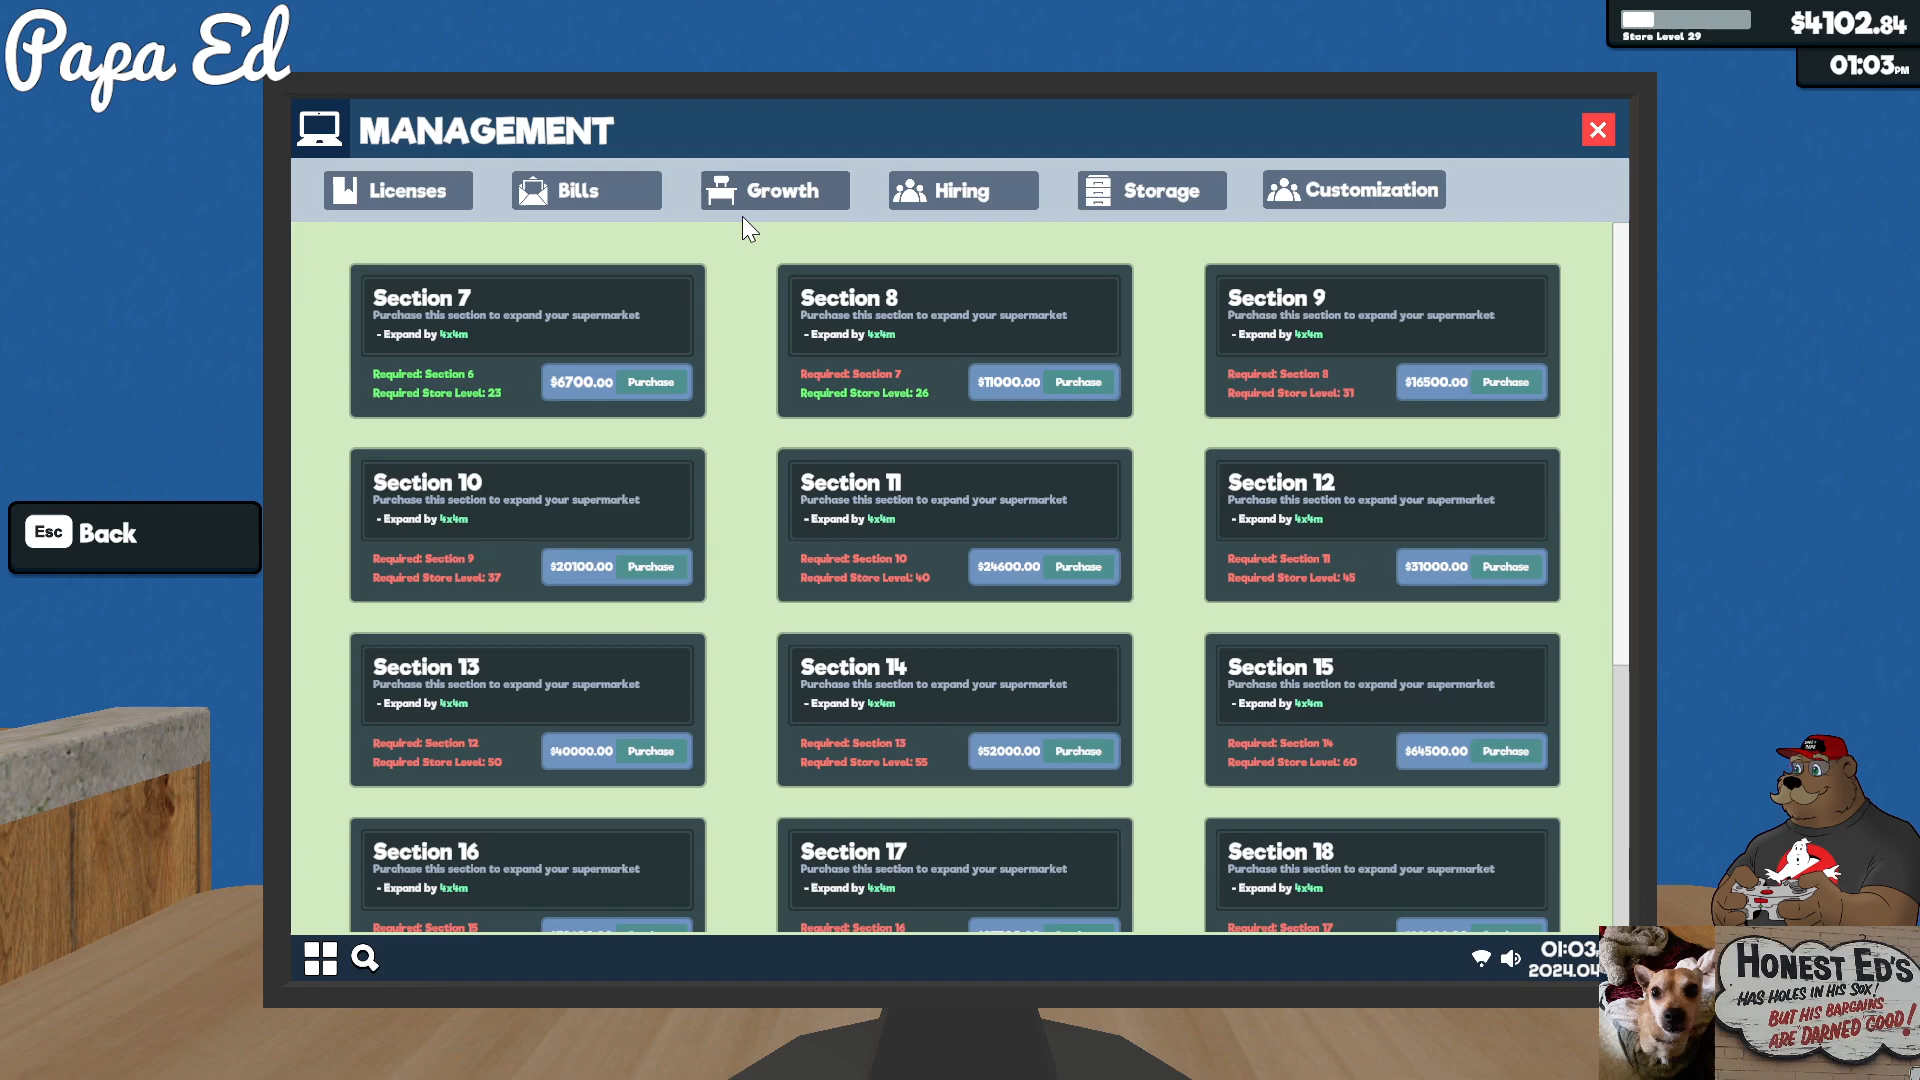 Papa Ed
Store Level 29
$4102.84
01:03PM
MANAGEMENT
Licenses
Bills
Growth
Hiring
Storage
Customization
Section 7
Purchase this section to expand your supermarket
- Expand by 4x4m
Required: Section 6
Required Store Level: 23
$6700.00 Purchase
Section 8
Purchase this section to expand your supermarket
- Expand by 4x4m
Required: Section 7
Required Store Level: 26
$11000.00 Purchase
Section 9
Purchase this section to expand your supermarket
- Expand by 4x4m
Required: Section 8
Required Store Level: 31
$16500.00 Purchase
Section 10
Purchase this section to expand your supermarket
- Expand by 4x4m
Required: Section 9
Required Store Level: 37
$20100.00 Purchase
Section 11
Purchase this section to expand your supermarket
- Expand by 4x4m
Required: Section 10
Required Store Level: 40
$24600.00 Purchase
Section 12
Purchase this section to expand your supermarket
- Expand by 4x4m
Required: Section 11
Required Store Level: 45
$31000.00 Purchase
Esc Back
Section 13
Purchase this section to expand your supermarket
- Expand by 4x4m
Required: Section 12
Required Store Level: 50
$40000.00 Purchase
Section 14
Purchase this section to expand your supermarket
- Expand by 4x4m
Required: Section 13
Required Store Level: 55
$52000.00 Purchase
Section 15
Purchase this section to expand your supermarket
- Expand by 4x4m
Required: Section 14
Required Store Level: 60
$64500.00 Purchase
Section 16
Purchase this section to expand your supermarket
- Expand by 4x4m
Required: Section 15
Section 17
Purchase this section to expand your supermarket
- Expand by 4x4m
Required: Section 16
Section 18
Purchase this section to expand your supermarket
- Expand by 4x4m
Required: Section 17
01:03
2024.04
HONEST ED'S
HAS HOLES IN HIS SOX!
BUT HIS BARGAINS
ARE DARNED GOOD!